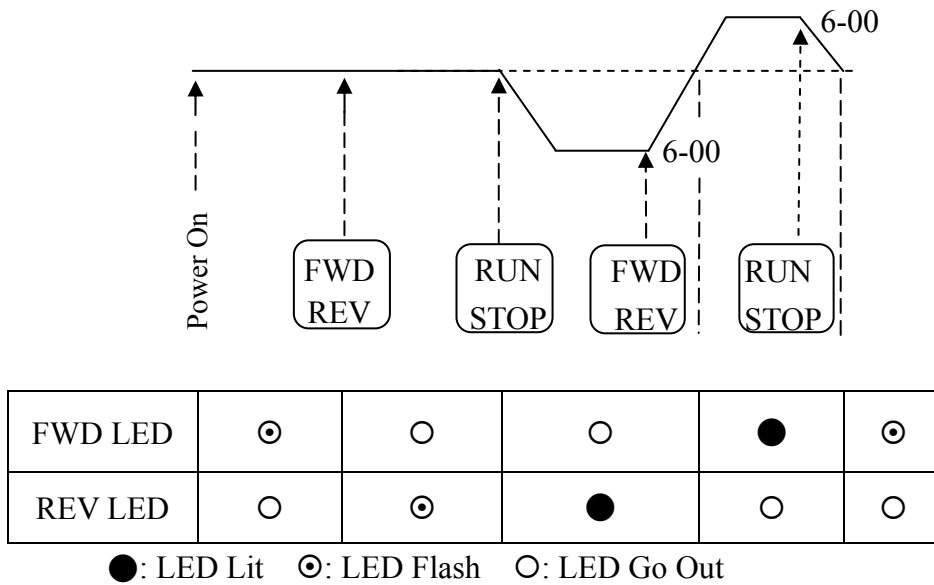 6-00
6-00
Power On
FWD
REV
RUN
STOP
FWD
REV
RUN
STOP
FWD LED ⊙ ○ ○ ● ⊙
REV LED ○ ⊙ ● ○ ○
●: LED Lit ⊙: LED Flash ○: LED Go Out